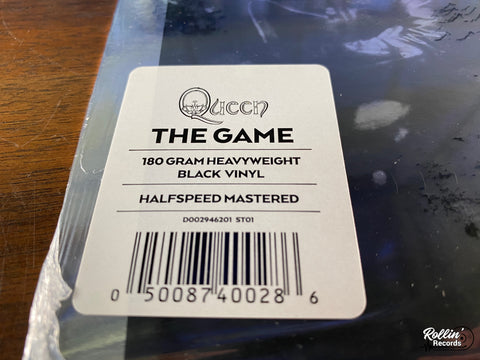 Queen
THE GAME
180 GRAM HEAVYWEIGHT
BLACK VINYL
HALFSPEED MASTERED
D002946201 ST01
0 50087 40028 6
Rollin'
Records